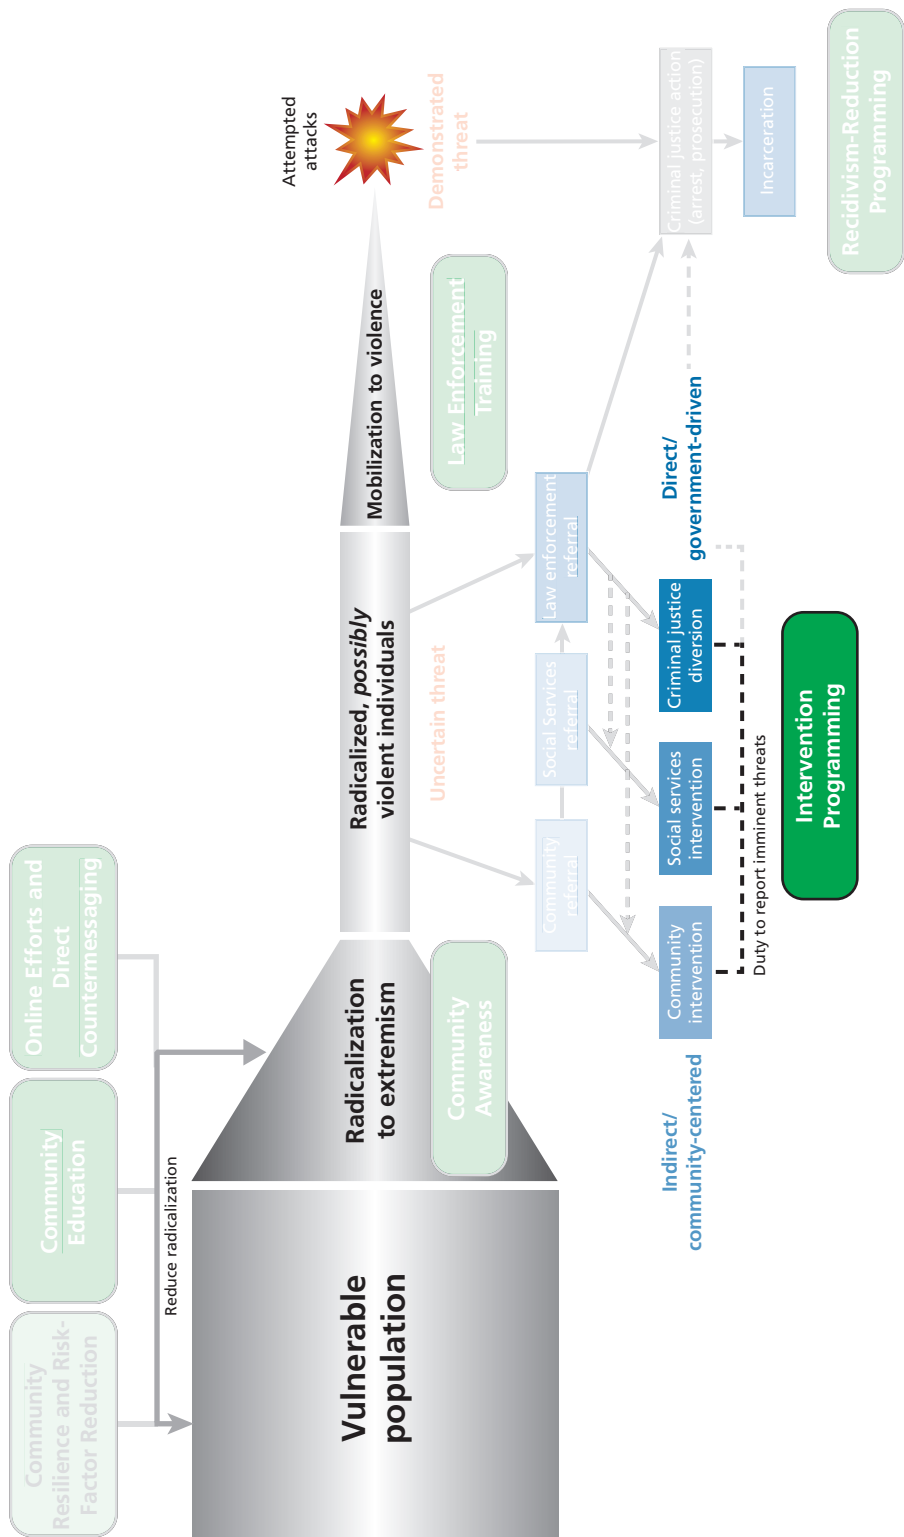 Community
Resilience and Risk-
Factor Reduction
Community
Education
Online Efforts and
Direct
Countermessaging
Reduce radicalization
Vulnerable
population
Radicalization
to extremism
Radicalized, possibly
violent individuals
Mobilization to violence
Attempted
attacks
Community
Awareness
Uncertain threat
Law Enforcement
Training
Demonstrated
threat
Community
referral
Social Services
referral
Law enforcement
referral
Criminal justice action
(arrest, prosecution)
Incarceration
Indirect/
community-centered
Community
intervention
Social services
intervention
Criminal justice
diversion
Direct/
government-driven
Duty to report imminent threats
Intervention
Programming
Recidivism-Reduction
Programming